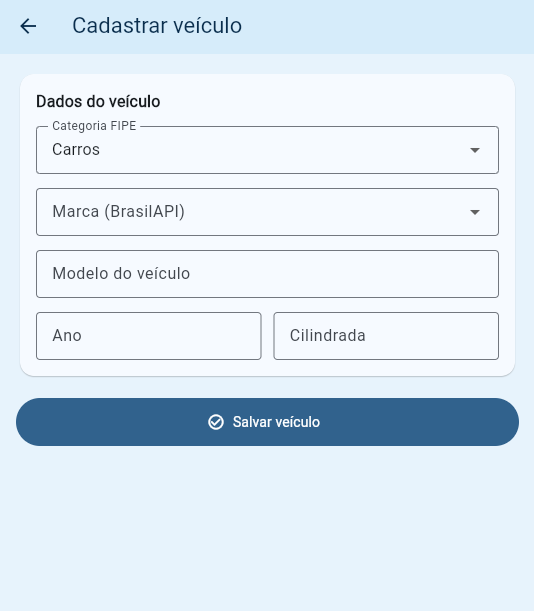 Cadastrar veículo
Dados do veículo
Categoria FIPE
Carros
Marca (BrasilAPI)
Modelo do veículo
Ano
Cilindrada
Salvar veículo